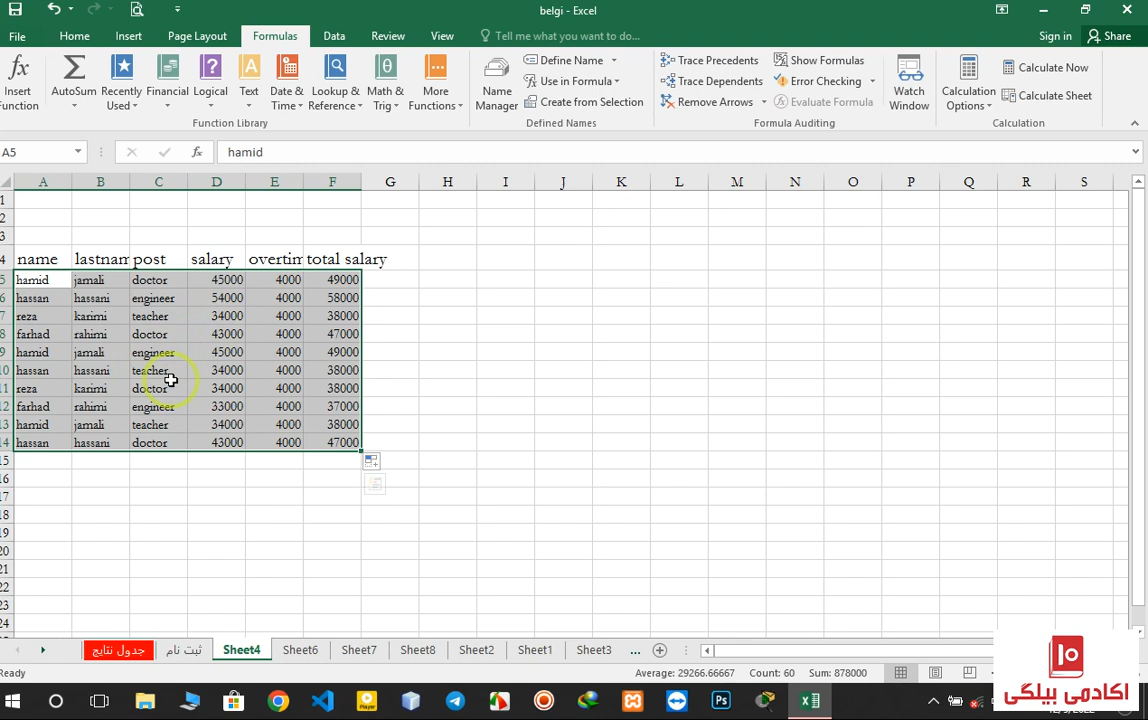 belgi - Excel
File Home Insert Page Layout Formulas Data Review View Tell me what you want to do... Sign in Share
fx Σ ? A θ
Insert Function AutoSum Recently Used Financial Logical Text Date & Time Lookup & Reference Math & Trig More Functions
Function Library
Name Manager
Define Name
Use in Formula
Create from Selection
Defined Names
Trace Precedents Show Formulas
Trace Dependents Error Checking
Remove Arrows Evaluate Formula
Formula Auditing
Watch Window
Calculation Options
Calculate Now
Calculate Sheet
Calculation
A5 fx hamid
A B C D E F G H I J K L M N O P Q R S
1
2
3
4 name lastnam post salary overtim total salary
5 hamid jamali doctor 45000 4000 49000
6 hassan hassani engineer 54000 4000 58000
7 reza karimi teacher 34000 4000 38000
8 farhad rahimi doctor 43000 4000 47000
9 hamid jamali engineer 45000 4000 49000
10 hassan hassani teacher 34000 4000 38000
11 reza karimi doctor 34000 4000 38000
12 farhad rahimi engineer 33000 4000 37000
13 hamid jamali teacher 34000 4000 38000
14 hassan hassani doctor 43000 4000 47000
15
16
17
18
19
20
21
22
23
24
جدول نتایج ثبت نام Sheet4 Sheet6 Sheet7 Sheet8 Sheet2 Sheet1 Sheet3 ...
Ready Average: 29266.66667 Count: 60 Sum: 878000
Player Ps
اکادمی بیلگی